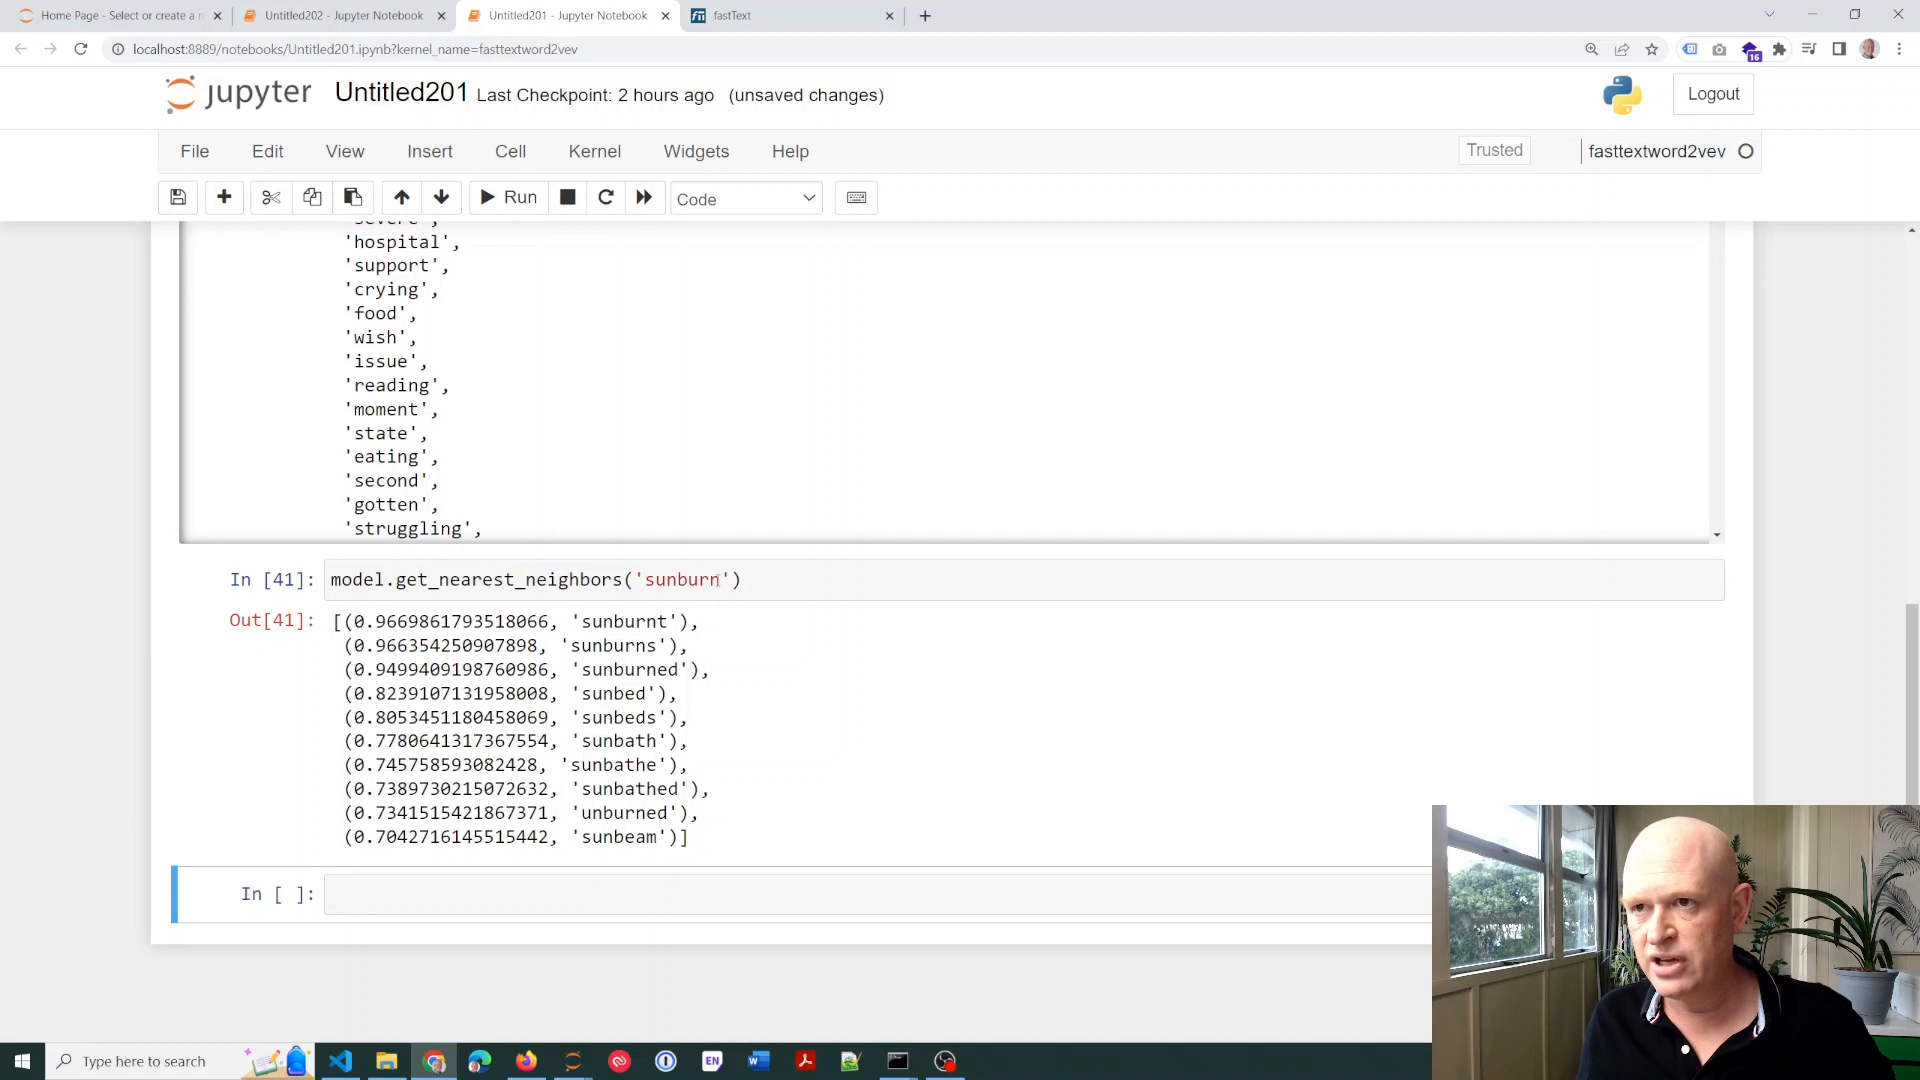 Home Page - Select or create a n
Untitled202 - Jupyter Notebook
Untitled201 - Jupyter Notebook
fastText
localhost:8889/notebooks/Untitled201.ipynb?kernel_name=fasttextword2vev
16
jupyter Untitled201 Last Checkpoint: 2 hours ago (unsaved changes)
Logout
File Edit View Insert Cell Kernel Widgets Help
Trusted
fasttextword2vev
Run
Code
'severe',
'hospital',
'support',
'crying',
'food',
'wish',
'issue',
'reading',
'moment',
'state',
'eating',
'second',
'gotten',
'struggling',
In [41]: model.get_nearest_neighbors('sunburn')
Out[41]: [(0.9669861793518066, 'sunburnt'),
(0.966354250907898, 'sunburns'),
(0.9499409198760986, 'sunburned'),
(0.8239107131958008, 'sunbed'),
(0.8053451180458069, 'sunbeds'),
(0.7780641317367554, 'sunbath'),
(0.745758593082428, 'sunbathe'),
(0.7389730215072632, 'sunbathed'),
(0.7341515421867371, 'unburned'),
(0.7042716145515442, 'sunbeam')]
In [ ]:
Type here to search
EN